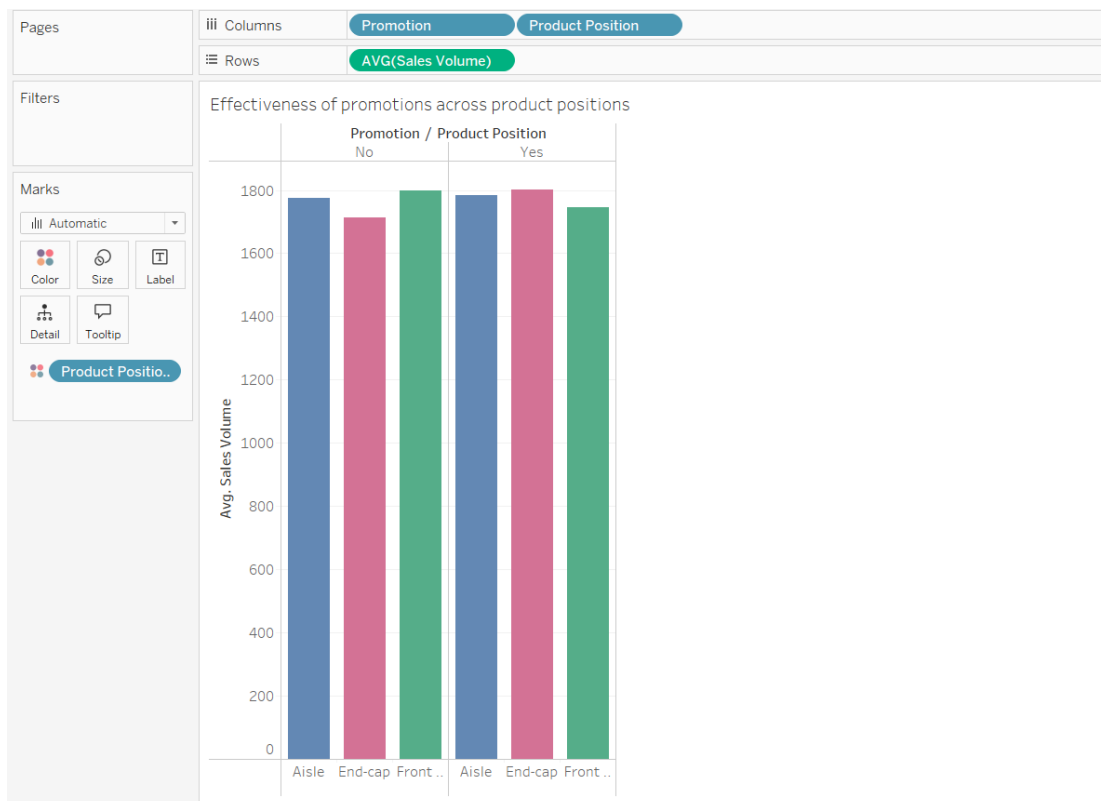 Pages
Columns
Promotion
Product Position
Rows
AVG(Sales Volume)
Filters
Marks
Automatic
Color
Size
Label
Detail
Tooltip
Product Positio..
Effectiveness of promotions across product positions
Promotion / Product Position
No Yes
Avg. Sales Volume
1800
1600
1400
1200
1000
800
600
400
200
0
Aisle End-cap Front .. Aisle End-cap Front ..